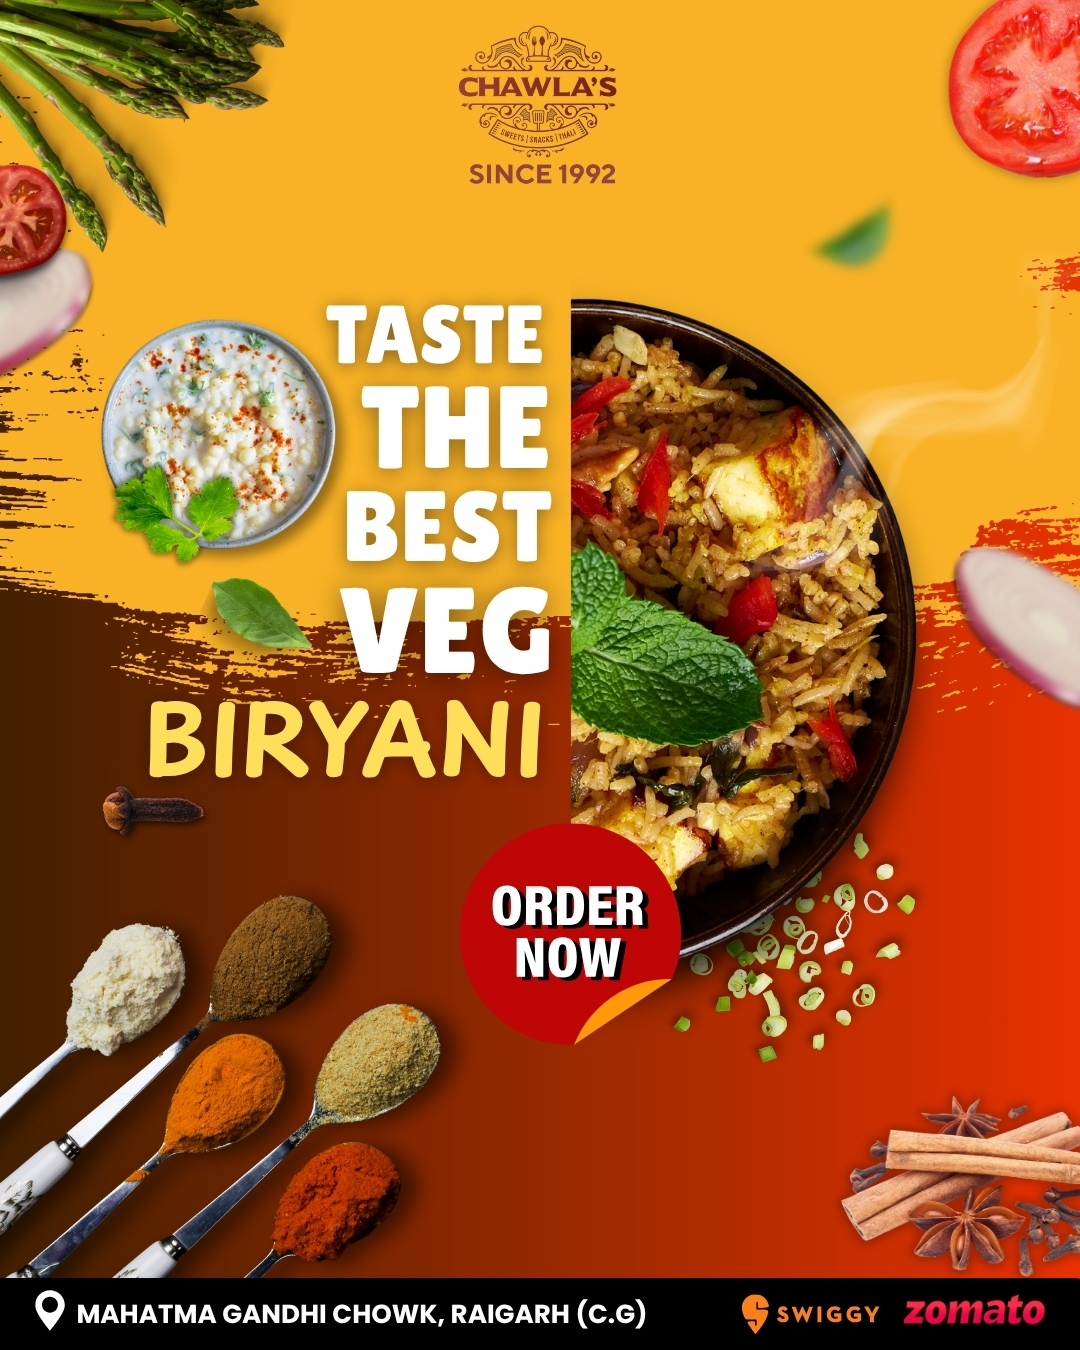 CHAWLA'S
SWEETS | SNACKS | THALI
SINCE 1992
TASTE
THE
BEST
VEG
BIRYANI
ORDER
NOW
MAHATMA GANDHI CHOWK, RAIGARH (C.G)
SWIGGY
zomato